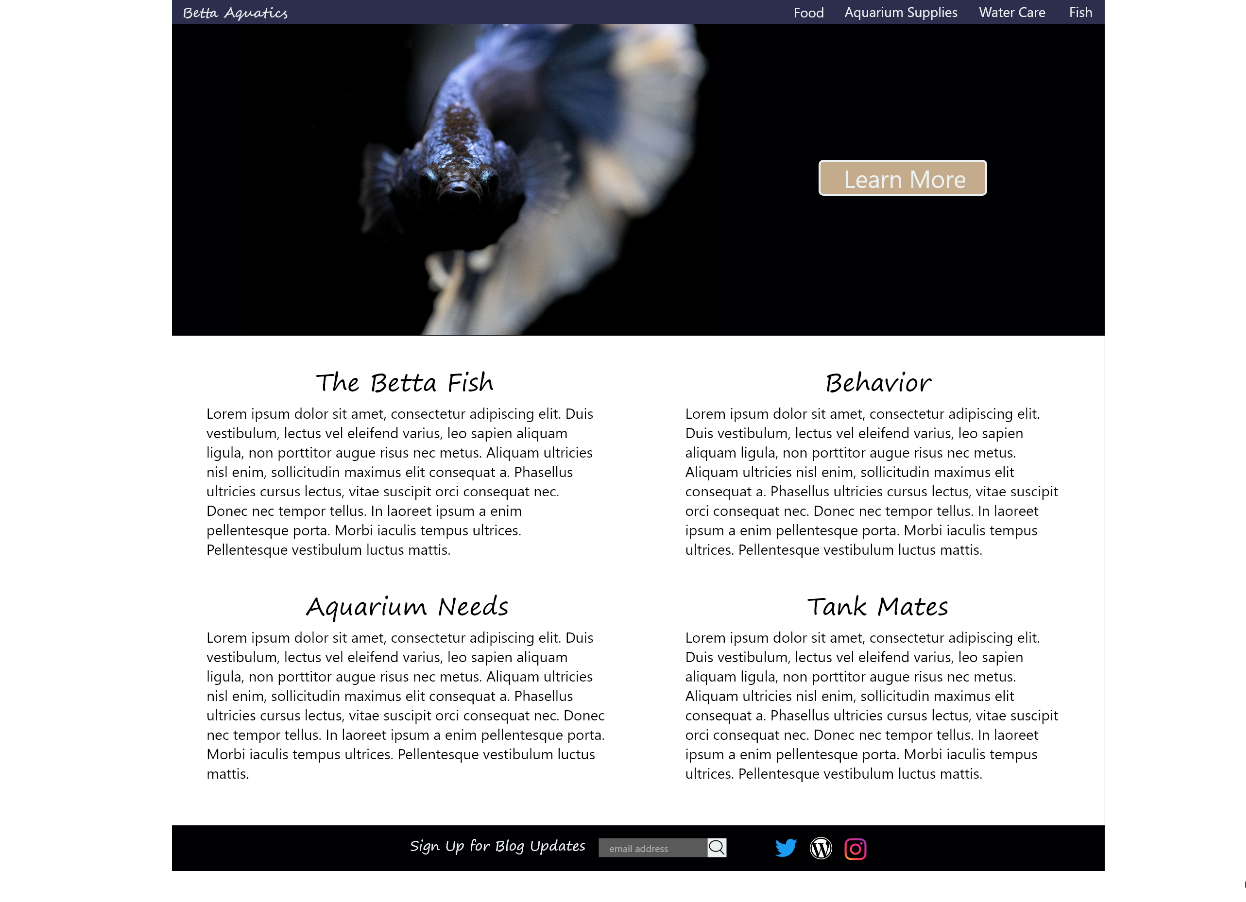 Betta Aquatics Food Aquarium Supplies Water Care Fish
Learn More
The Betta Fish
Lorem ipsum dolor sit amet, consectetur adipiscing elit. Duis
vestibulum, lectus vel eleifend varius, leo sapien aliquam
ligula, non porttitor augue risus nec metus. Aliquam ultricies
nisl enim, sollicitudin maximus elit consequat a. Phasellus
ultricies cursus lectus, vitae suscipit orci consequat nec.
Donec nec tempor tellus. In laoreet ipsum a enim
pellentesque porta. Morbi iaculis tempus ultrices.
Pellentesque vestibulum luctus mattis.
Behavior
Lorem ipsum dolor sit amet, consectetur adipiscing elit.
Duis vestibulum, lectus vel eleifend varius, leo sapien
aliquam ligula, non porttitor augue risus nec metus.
Aliquam ultricies nisl enim, sollicitudin maximus elit
consequat a. Phasellus ultricies cursus lectus, vitae suscipit
orci consequat nec. Donec nec tempor tellus. In laoreet
ipsum a enim pellentesque porta. Morbi iaculis tempus
ultrices. Pellentesque vestibulum luctus mattis.
Aquarium Needs
Lorem ipsum dolor sit amet, consectetur adipiscing elit. Duis
vestibulum, lectus vel eleifend varius, leo sapien aliquam
ligula, non porttitor augue risus nec metus. Aliquam ultricies
nisl enim, sollicitudin maximus elit consequat a. Phasellus
ultricies cursus lectus, vitae suscipit orci consequat nec. Donec
nec tempor tellus. In laoreet ipsum a enim pellentesque porta.
Morbi iaculis tempus ultrices. Pellentesque vestibulum luctus
mattis.
Tank Mates
Lorem ipsum dolor sit amet, consectetur adipiscing elit.
Duis vestibulum, lectus vel eleifend varius, leo sapien
aliquam ligula, non porttitor augue risus nec metus.
Aliquam ultricies nisl enim, sollicitudin maximus elit
consequat a. Phasellus ultricies cursus lectus, vitae suscipit
orci consequat nec. Donec nec tempor tellus. In laoreet
ipsum a enim pellentesque porta. Morbi iaculis tempus
ultrices. Pellentesque vestibulum luctus mattis.
Sign Up for Blog Updates email address